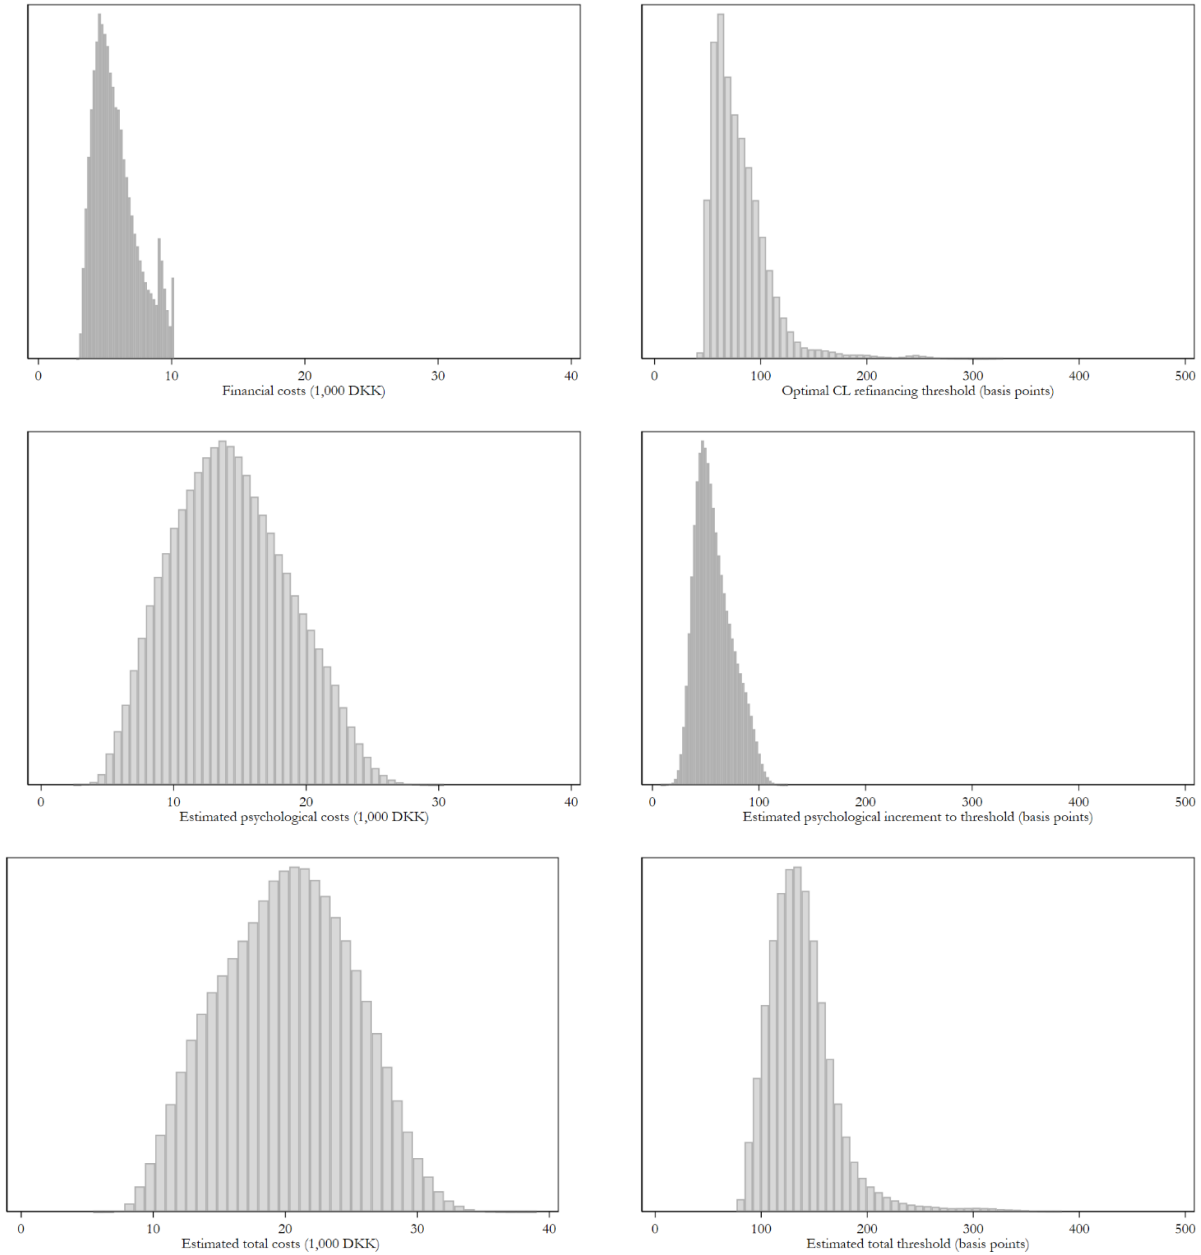 0 10 20 30 40
Financial costs (1,000 DKK)
0 100 200 300 400 500
Optimal CL refinancing threshold (basis points)
0 10 20 30 40
Estimated psychological costs (1,000 DKK)
0 100 200 300 400 500
Estimated psychological increment to threshold (basis points)
0 10 20 30 40
Estimated total costs (1,000 DKK)
0 100 200 300 400 500
Estimated total threshold (basis points)